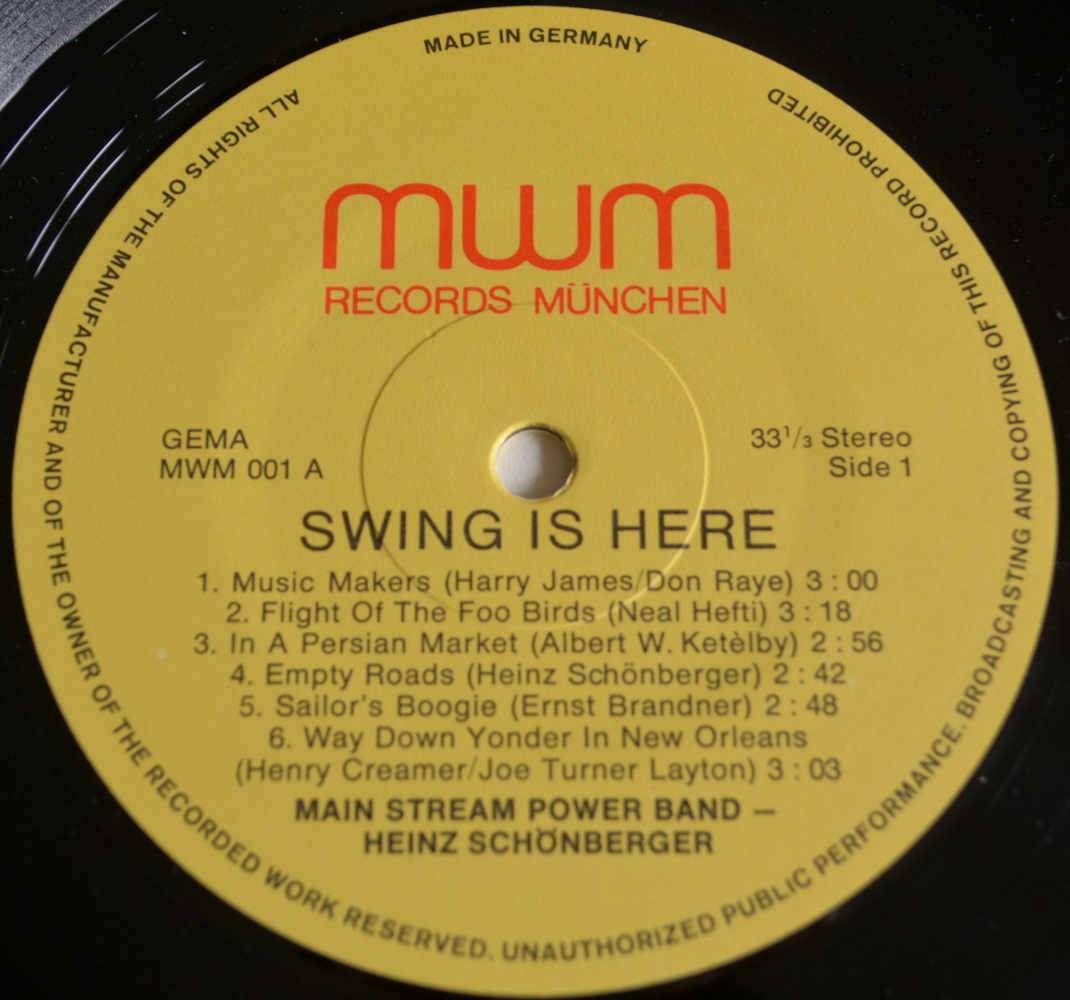 MADE IN GERMANY
ALL RIGHTS OF THE MANUFACTURER AND OF THE OWNER OF THE RECORDED WORK RESERVED. UNAUTHORIZED PUBLIC PERFORMANCE. BROADCASTING AND COPYING OF THIS RECORD PROHIBITED
mwm
RECORDS MÜNCHEN
GEMA
MWM 001 A
33 1/3 Stereo
Side 1
SWING IS HERE
1. Music Makers (Harry James/Don Raye) 3:00
2. Flight Of The Foo Birds (Neal Hefti) 3:18
3. In A Persian Market (Albert W. Ketèlby) 2:56
4. Empty Roads (Heinz Schönberger) 2:42
5. Sailor's Boogie (Ernst Brandner) 2:48
6. Way Down Yonder In New Orleans
(Henry Creamer/Joe Turner Layton) 3:03
MAIN STREAM POWER BAND –
HEINZ SCHÖNBERGER